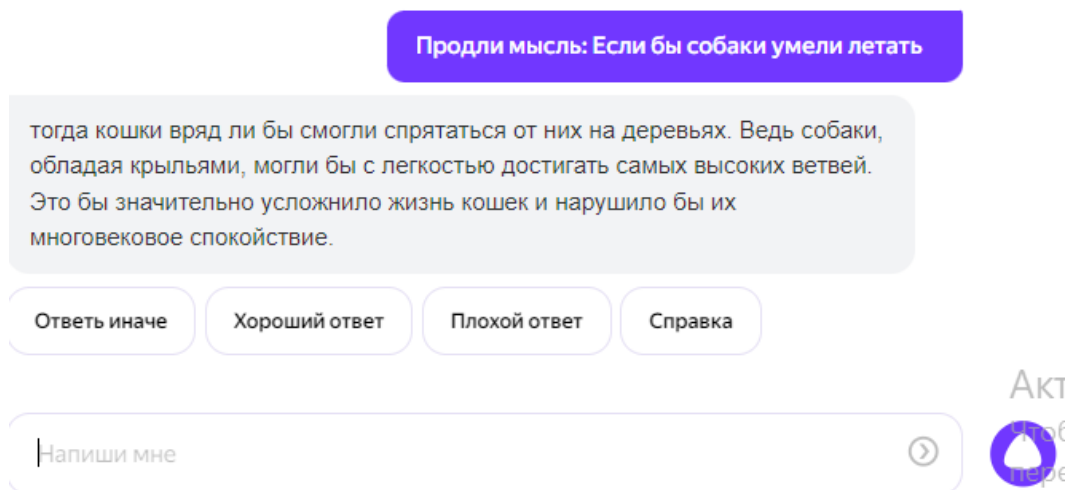 Продли мысль: Если бы собаки умели летать
тогда кошки вряд ли бы смогли спрятаться от них на деревьях. Ведь собаки,
обладая крыльями, могли бы с легкостью достигать самых высоких ветвей.
Это бы значительно усложнило жизнь кошек и нарушило бы их
многовековое спокойствие.
Ответь иначе
Хороший ответ
Плохой ответ
Справка
Напиши мне